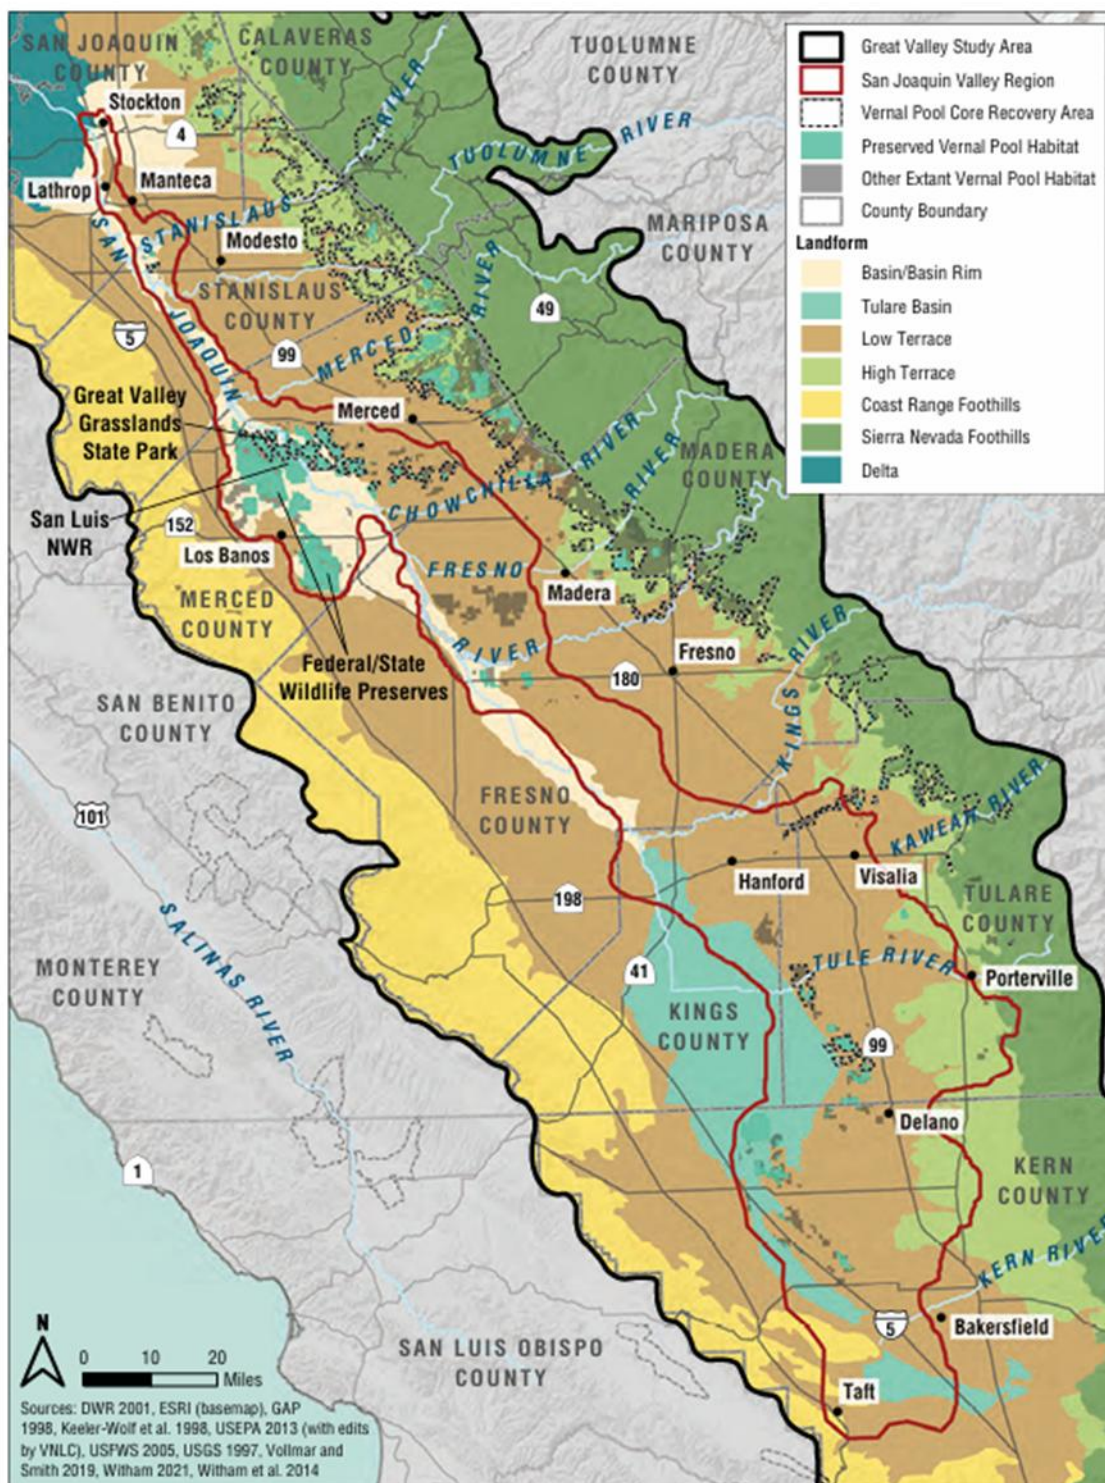 SAN JOAQUIN
COUNTY
CALAVERAS
COUNTY
TUOLUMNE
COUNTY
Great Valley Study Area
San Joaquin Valley Region
Vernal Pool Core Recovery Area
Preserved Vernal Pool Habitat
Other Extant Vernal Pool Habitat
County Boundary
Landform
Basin/Basin Rim
Tulare Basin
Low Terrace
High Terrace
Coast Range Foothills
Sierra Nevada Foothills
Delta
Stockton
4
RIVER
TUOLUMNE RIVER
Lathrop
Manteca
STANISLAUS RIVER
MARIPOSA
COUNTY
Modesto
SAN JOAQUIN
STANISLAUS
COUNTY
5
99
49
MERCED RIVER
Great Valley
Grasslands
State Park
Merced
MADERA
COUNTY
CHOWCHILLA RIVER
San Luis
NWR
152
Los Banos
FRESNO RIVER
Madera
MERCED
COUNTY
RIVER
Federal/State
Wildlife Preserves
Fresno
180
SAN BENITO
COUNTY
KINGS RIVER
101
FRESNO
COUNTY
KAWEAH RIVER
Hanford
Visalia
198
TULARE
COUNTY
SALINAS RIVER
MONTEREY
COUNTY
41
TULE RIVER
Porterville
KINGS
COUNTY
99
Delano
1
KERN
COUNTY
KERN RIVER
5
Bakersfield
SAN LUIS OBISPO
COUNTY
Taft
N
0 10 20
Miles
Sources: DWR 2001, ESRI (basemap), GAP
1998, Keeler-Wolf et al. 1998, USEPA 2013 (with edits
by VNLC), USFWS 2005, USGS 1997, Vollmar and
Smith 2019, Witham 2021, Witham et al. 2014